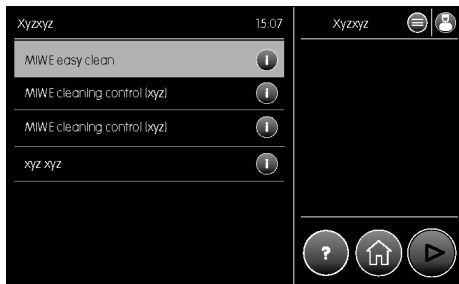 Xyzxyz 15:07
MIWE easy clean i
MIWE cleaning control (xyz) i
MIWE cleaning control (xyz) i
xyz xyz i
Xyzxyz
?